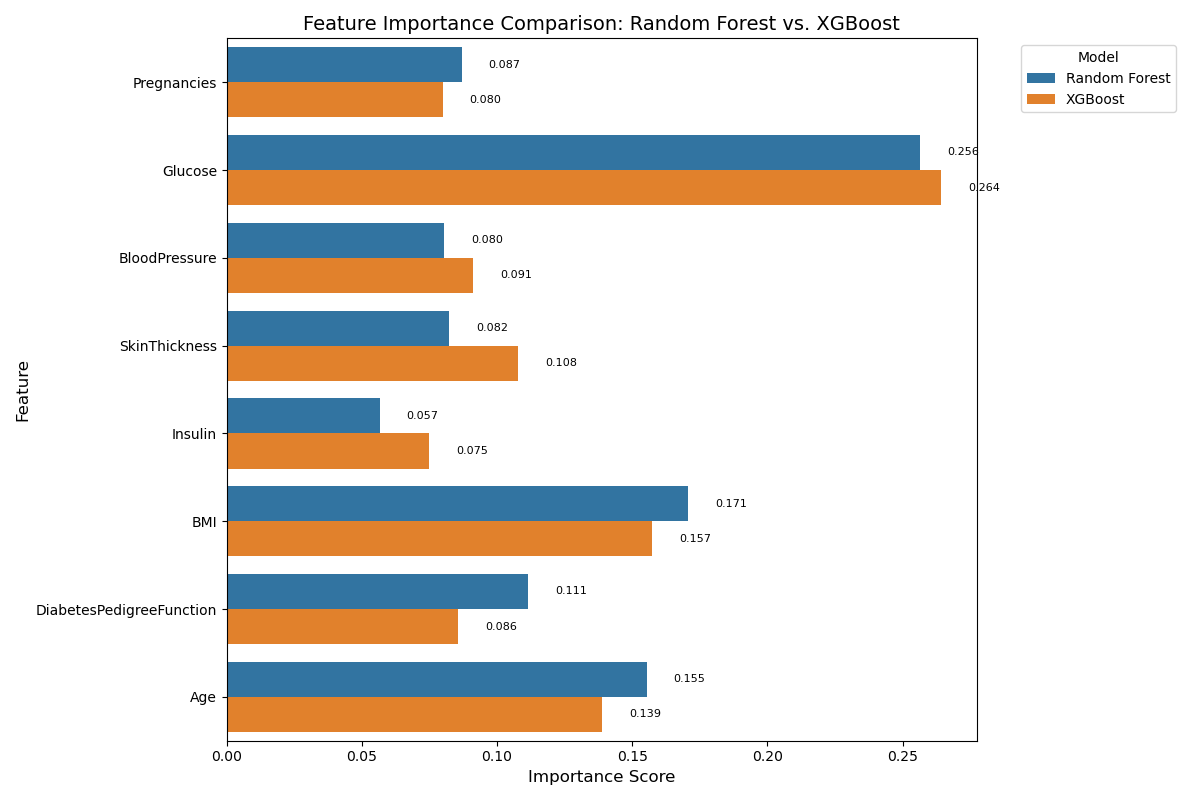 Feature Importance Comparison: Random Forest vs. XGBoost
Model
Random Forest
XGBoost
Feature
Pregnancies
0.087
0.080
Glucose
0.256
0.264
BloodPressure
0.080
0.091
SkinThickness
0.082
0.108
Insulin
0.057
0.075
BMI
0.171
0.157
DiabetesPedigreeFunction
0.111
0.086
Age
0.155
0.139
0.00 0.05 0.10 0.15 0.20 0.25
Importance Score